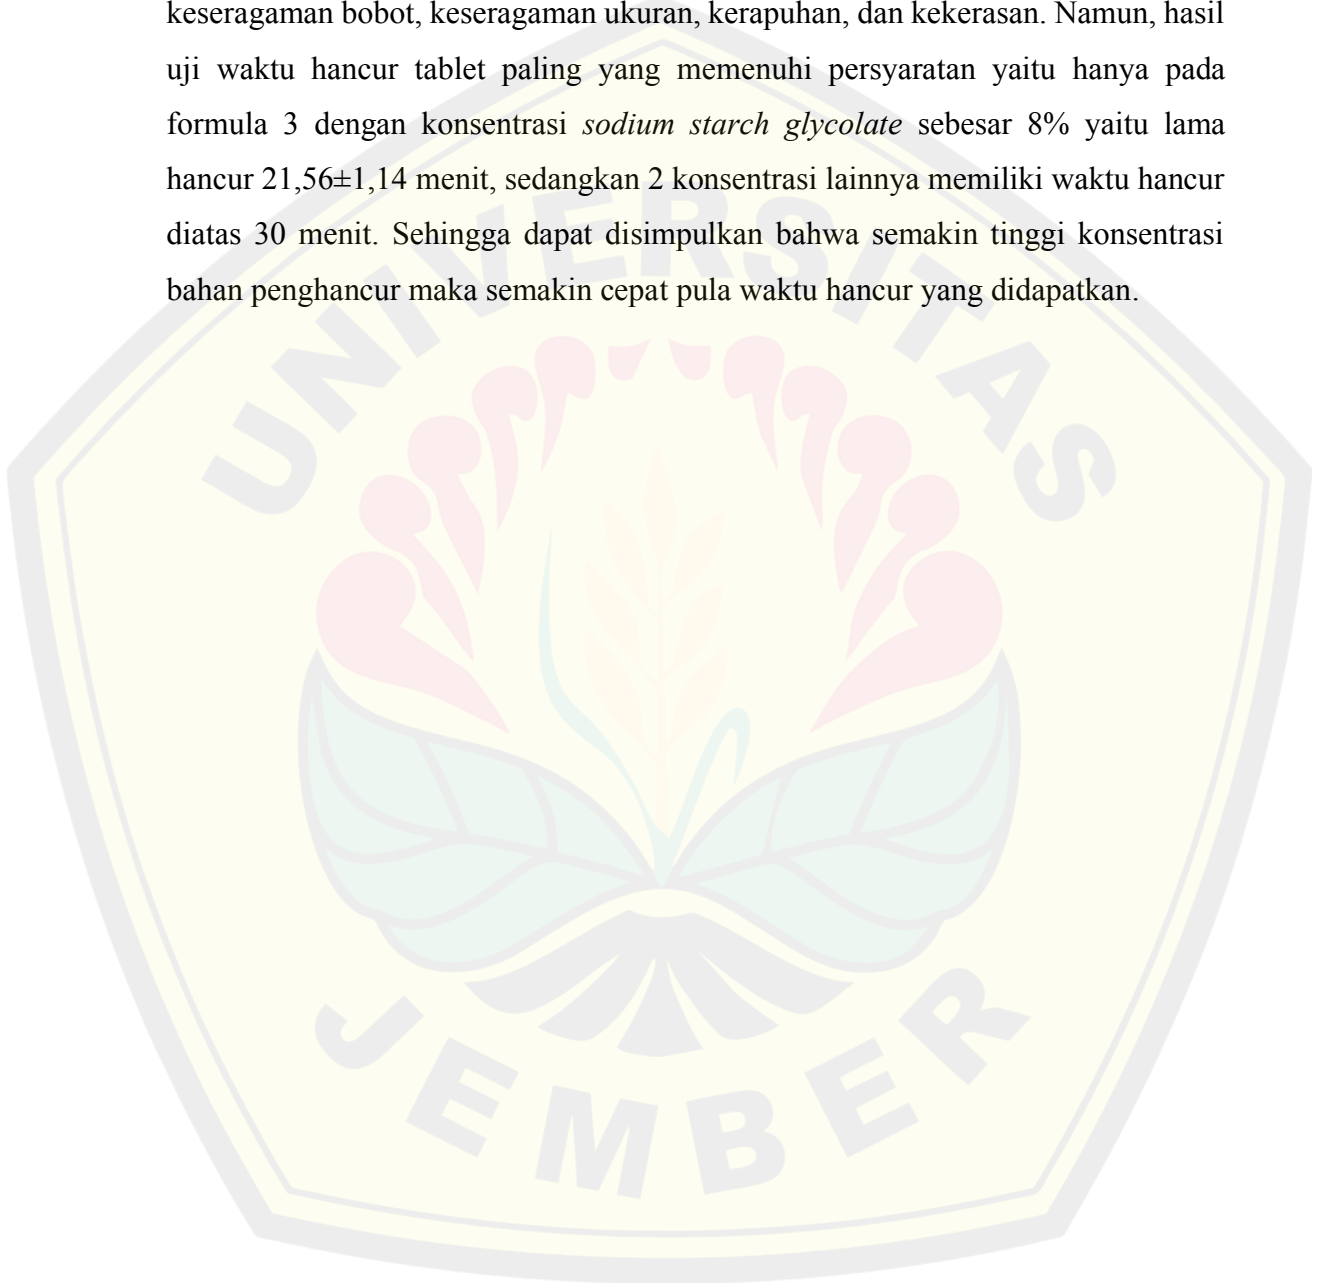 keseragaman bobot, keseragaman ukuran, kerapuhan, dan kekerasan. Namun, hasil
uji waktu hancur tablet paling yang memenuhi persyaratan yaitu hanya pada
formula 3 dengan konsentrasi sodium starch glycolate sebesar 8% yaitu lama
hancur 21,56±1,14 menit, sedangkan 2 konsentrasi lainnya memiliki waktu hancur
diatas 30 menit. Sehingga dapat disimpulkan bahwa semakin tinggi konsentrasi
bahan penghancur maka semakin cepat pula waktu hancur yang didapatkan.
UNIVERSITAS
JEMBER